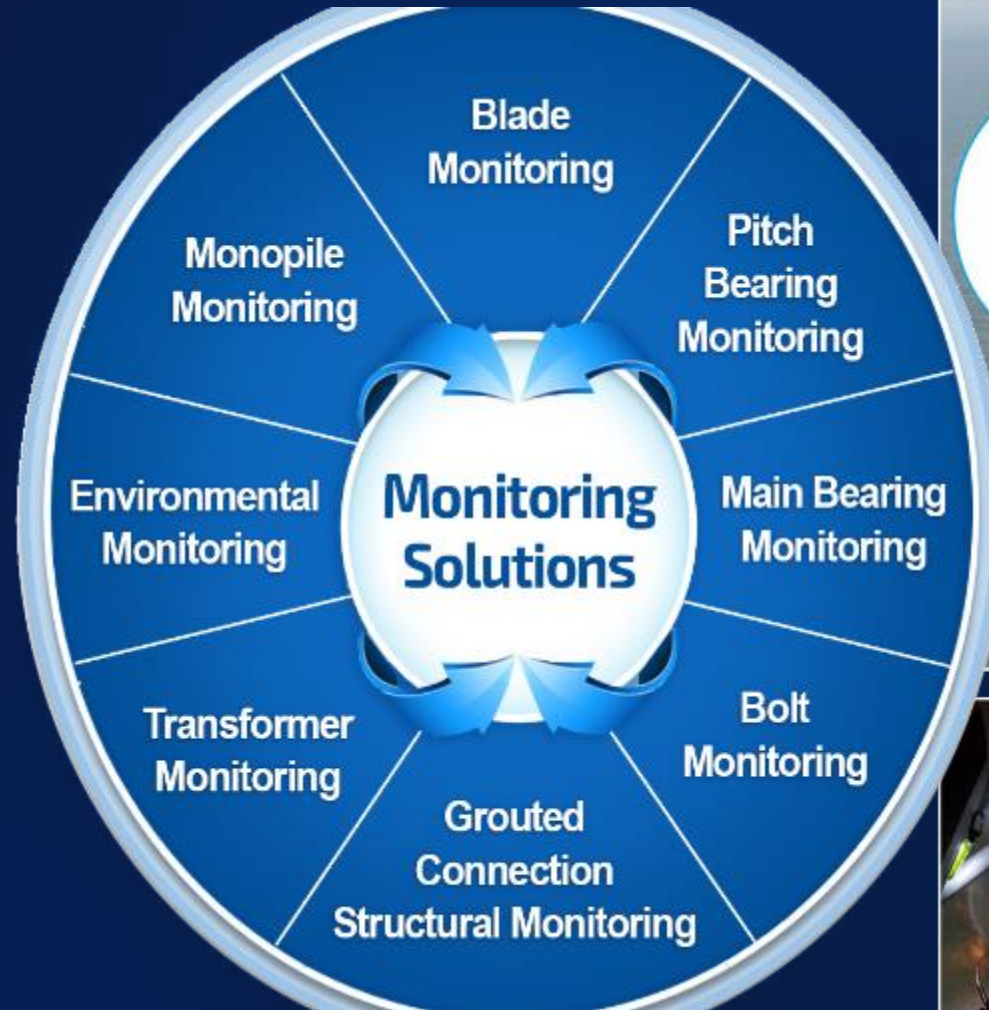 Blade
Monitoring
Pitch
Bearing
Monitoring
Main Bearing
Monitoring
Bolt
Monitoring
Grouted
Connection
Structural Monitoring
Transformer
Monitoring
Environmental
Monitoring
Monopile
Monitoring
Monitoring
Solutions